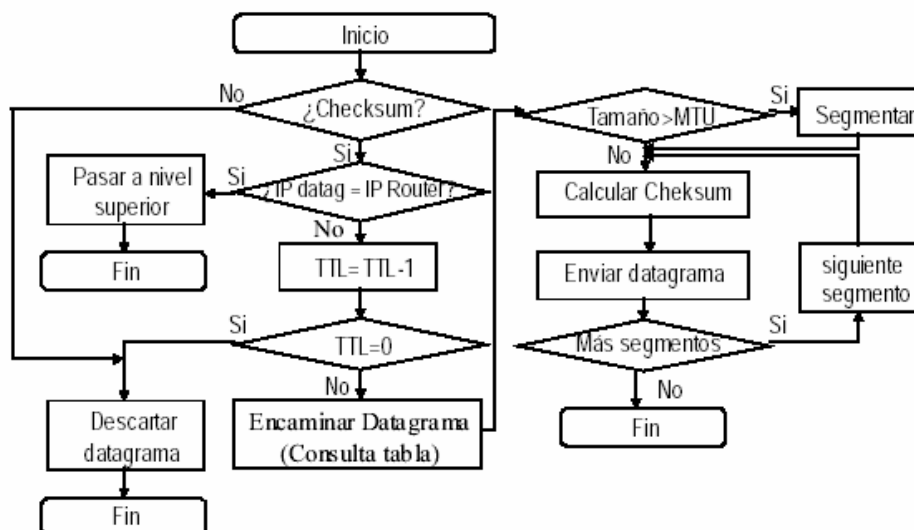 Inicio
No
¿Checksum?
Si
Pasar a nivel
superior
Si
¿IP datag = IP Router?
No
Fin
TTL=TTL-1
Si
TTL=0
No
Descartar
datagrama
Encaminar Datagrama
(Consulta tabla)
Fin
Tamaño>MTU
Si
Segmentar
No
Calcular Cheksum
Enviar datagrama
siguiente
segmento
Más segmentos
Si
No
Fin